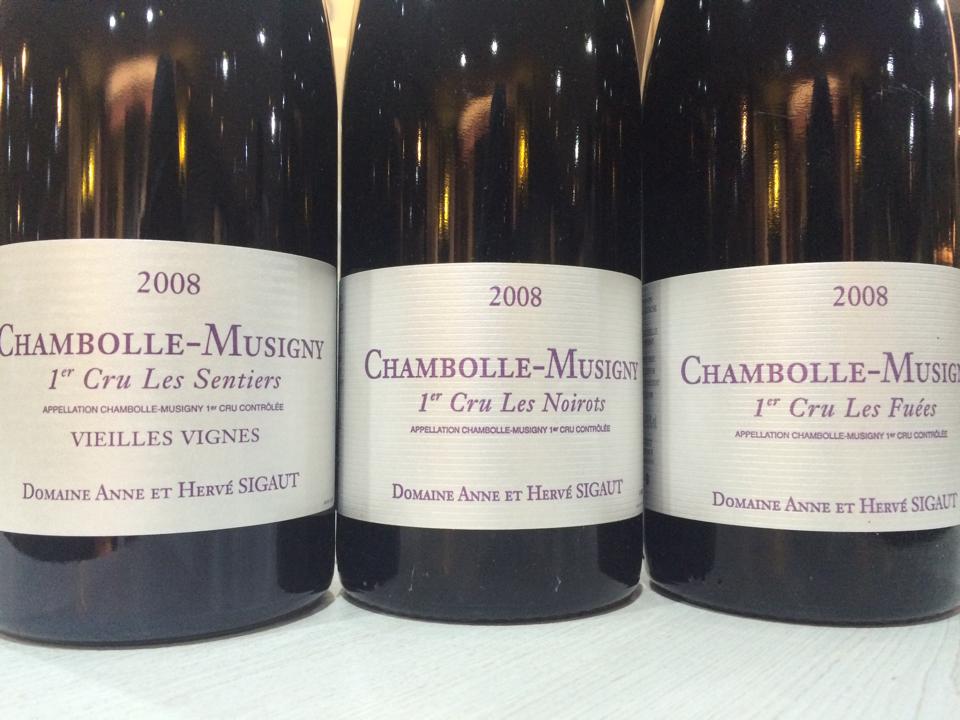 2008
CHAMBOLLE-MUSIGNY
1er Cru Les Sentiers
APPELLATION CHAMBOLLE-MUSIGNY 1er CRU CONTRÔLÉE
VIEILLES VIGNES
DOMAINE ANNE ET HERVÉ SIGAUT
2008
CHAMBOLLE-MUSIGNY
1er Cru Les Noirots
APPELLATION CHAMBOLLE-MUSIGNY 1er CRU CONTRÔLÉE
DOMAINE ANNE ET HERVÉ SIGAUT
2008
CHAMBOLLE-MUSIGN
1er Cru Les Fuées
APPELLATION CHAMBOLLE-MUSIGNY 1er CRU CONTRÔLÉE
DOMAINE ANNE ET HERVÉ SIGAUT